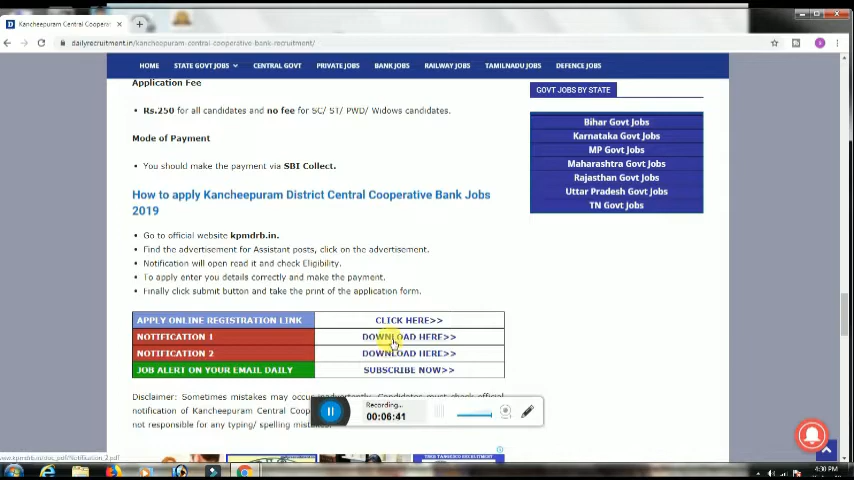 Kancheepuram Central Cooperat
dailyrecruitment.in/kancheepuram-central-cooperative-bank-recruitment/
HOME STATE GOVT JOBS CENTRAL GOVT PRIVATE JOBS BANK JOBS RAILWAY JOBS TAMILNADU JOBS DEFENCE JOBS
Application Fee
Rs.250 for all candidates and no fee for SC/ ST/ PWD/ Widows candidates.
Mode of Payment
You should make the payment via SBI Collect.
How to apply Kancheepuram District Central Cooperative Bank Jobs
2019
Go to official website kpmdrb.in.
Find the advertisement for Assistant posts, click on the advertisement.
Notification will open read it and check Eligibility.
To apply enter you details correctly and make the payment.
Finally click submit button and take the print of the application form.
APPLY ONLINE REGISTRATION LINK CLICK HERE>>
NOTIFICATION 1 DOWNLOAD HERE>>
NOTIFICATION 2 DOWNLOAD HERE>>
JOB ALERT ON YOUR EMAIL DAILY SUBSCRIBE NOW>>
Disclaimer: Sometimes mistakes may occur inadvertently. Candidates must check official
notification of Kancheepuram Central Coop
not responsible for any typing/ spelling mistakes.
GOVT JOBS BY STATE
Bihar Govt Jobs
Karnataka Govt Jobs
MP Govt Jobs
Maharashtra Govt Jobs
Rajasthan Govt Jobs
Uttar Pradesh Govt Jobs
TN Govt Jobs
Recording...
00:06:41
4:30 PM